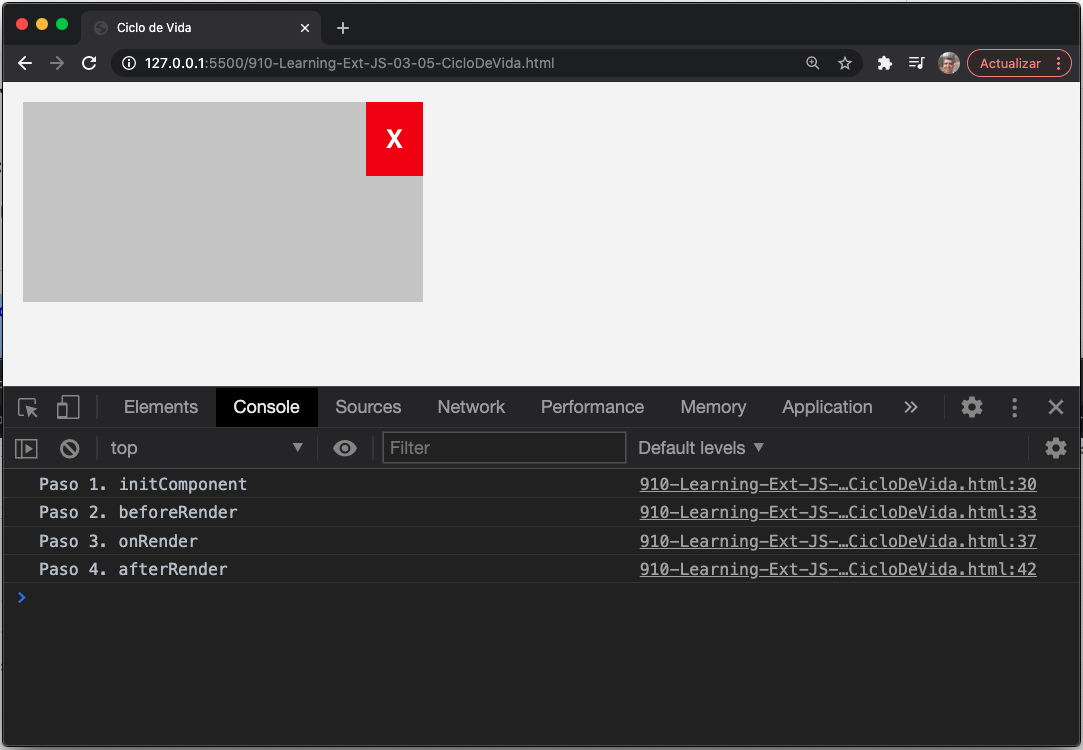 Ciclo de Vida
127.0.0.1:5500/910-Learning-Ext-JS-03-05-CicloDeVida.html
Actualizar
X
Elements Console Sources Network Performance Memory Application
top Filter Default levels
Paso 1. initComponent 910-Learning-Ext-JS-…CicloDeVida.html:30
Paso 2. beforeRender 910-Learning-Ext-JS-…CicloDeVida.html:33
Paso 3. onRender 910-Learning-Ext-JS-…CicloDeVida.html:37
Paso 4. afterRender 910-Learning-Ext-JS-…CicloDeVida.html:42